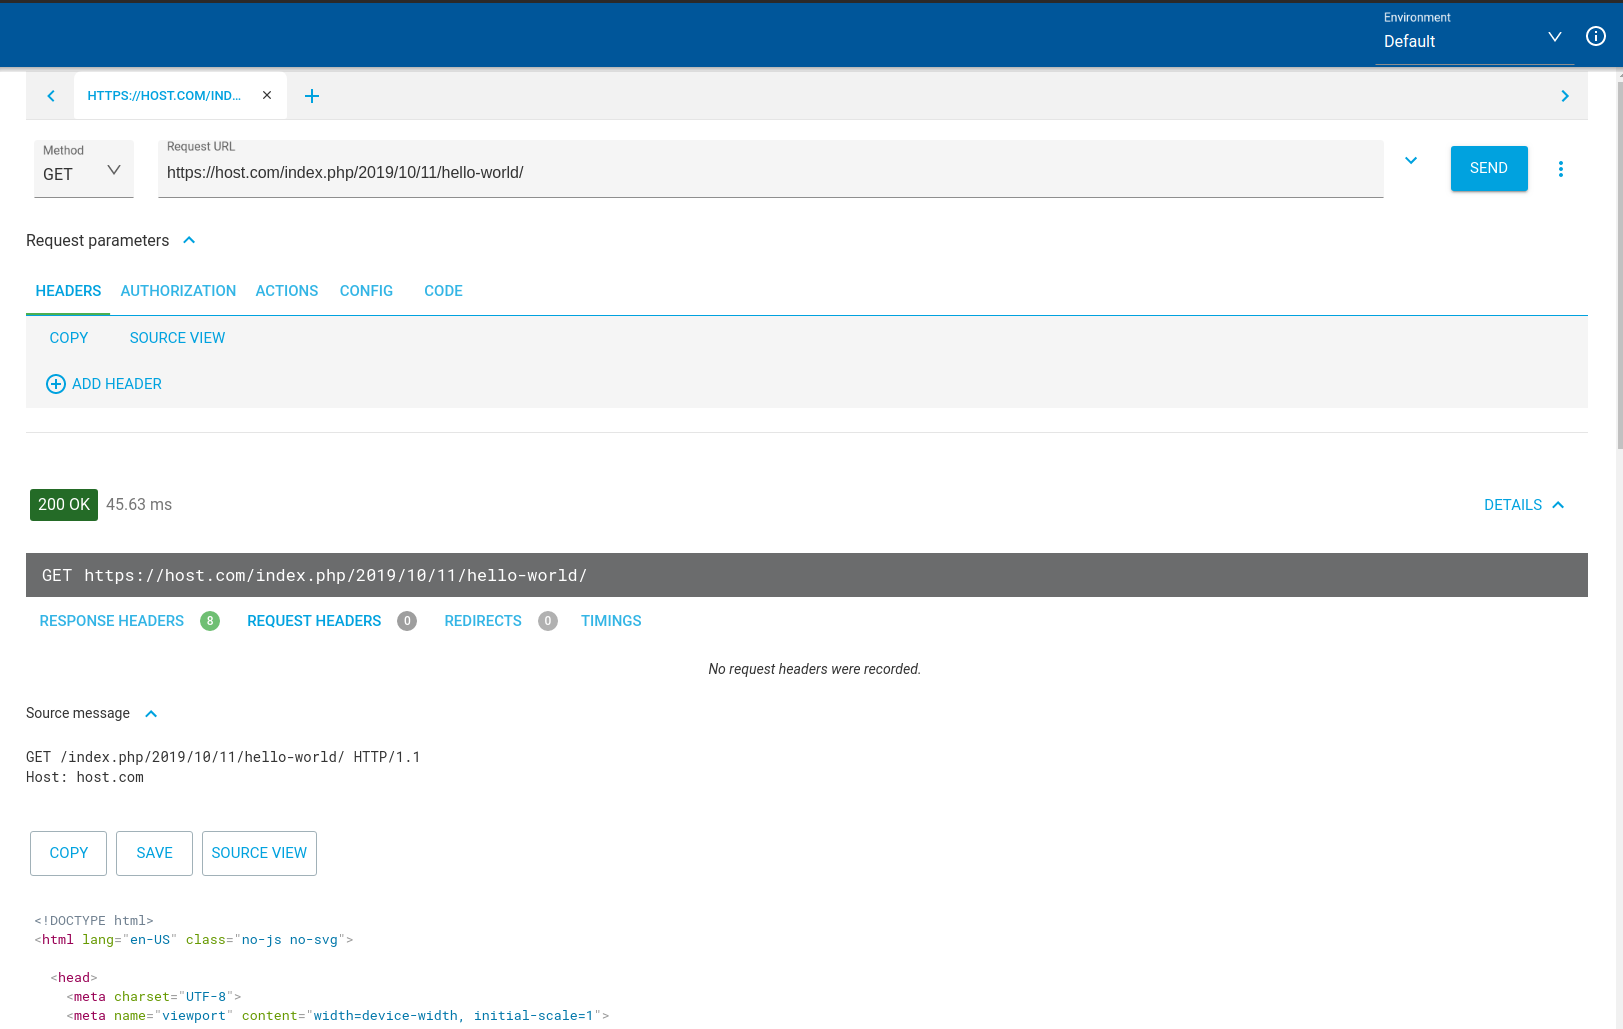 Environment
Default
HTTPS://HOST.COM/IND...
Method
GET
Request URL
https://host.com/index.php/2019/10/11/hello-world/
SEND
Request parameters
HEADERS AUTHORIZATION ACTIONS CONFIG CODE
COPY SOURCE VIEW
ADD HEADER
200 OK 45.63 ms DETAILS
GET https://host.com/index.php/2019/10/11/hello-world/
RESPONSE HEADERS 8 REQUEST HEADERS 0 REDIRECTS 0 TIMINGS
No request headers were recorded.
Source message
GET /index.php/2019/10/11/hello-world/ HTTP/1.1
Host: host.com
COPY SAVE SOURCE VIEW
<!DOCTYPE html>
<html lang="en-US" class="no-js no-svg">
<head>
<meta charset="UTF-8">
<meta name="viewport" content="width=device-width, initial-scale=1">